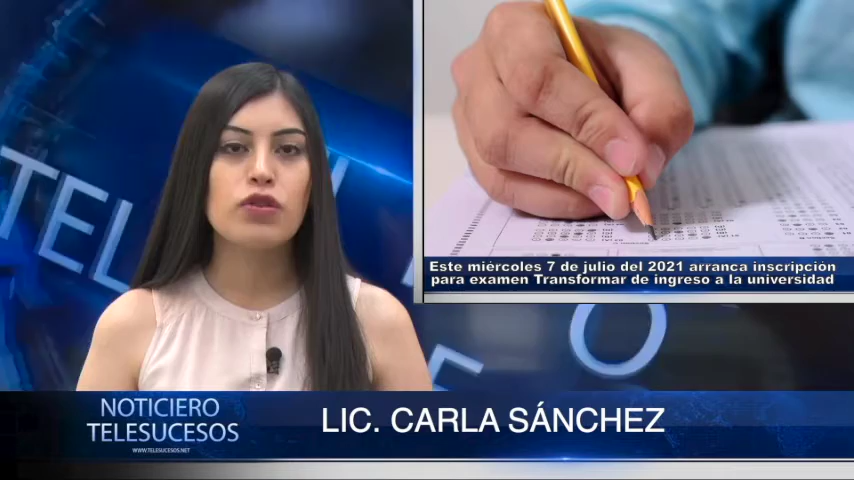 TEL
O
Este miércoles 7 de julio del 2021 arranca inscripción
para examen Transformar de ingreso a la universidad
NOTICIERO
TELESUCESOS
WWW.TELESUCESOS.NET
LIC. CARLA SÁNCHEZ